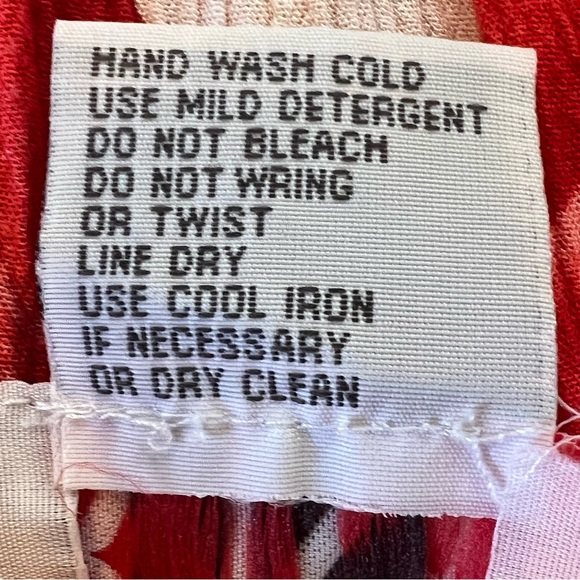 HAND WASH COLD
USE MILD DETERGENT
DO NOT BLEACH
DO NOT WRING
OR TWIST
LINE DRY
USE COOL IRON
IF NECESSARY
OR DRY CLEAN